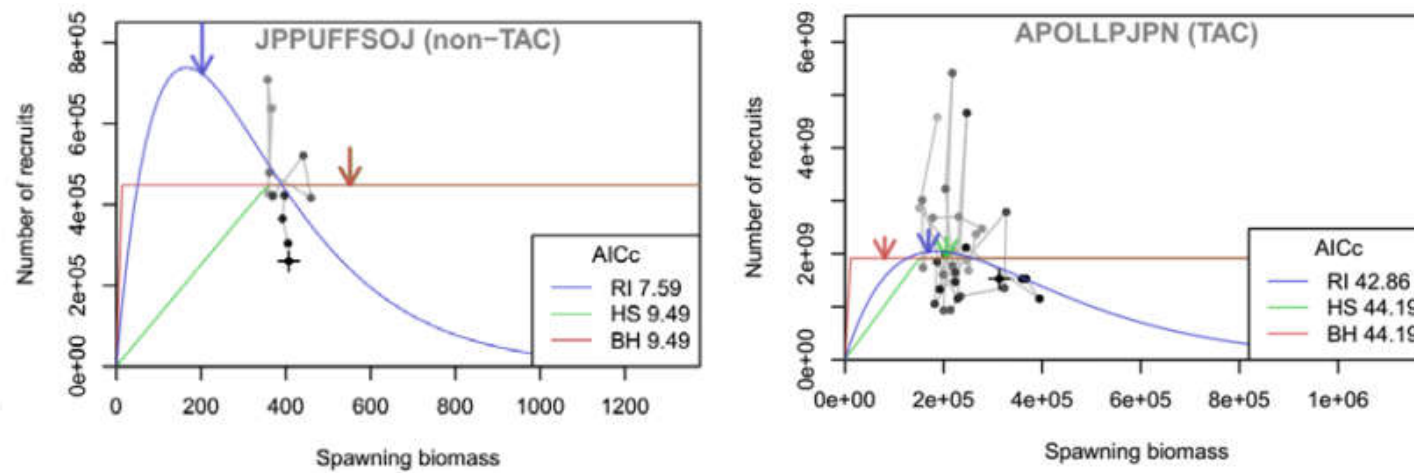 JPPUFFSOJ (non−TAC)
Number of recruits
0e+00
2e+05
4e+05
6e+05
8e+05
AICc
RI 7.59
HS 9.49
BH 9.49
0
200
400
600
800
1000
1200
Spawning biomass
APOLLPJPN (TAC)
Number of recruits
0e+00
2e+09
4e+09
6e+09
AICc
RI 42.86
HS 44.19
BH 44.19
0e+00
2e+05
4e+05
6e+05
8e+05
1e+06
Spawning biomass